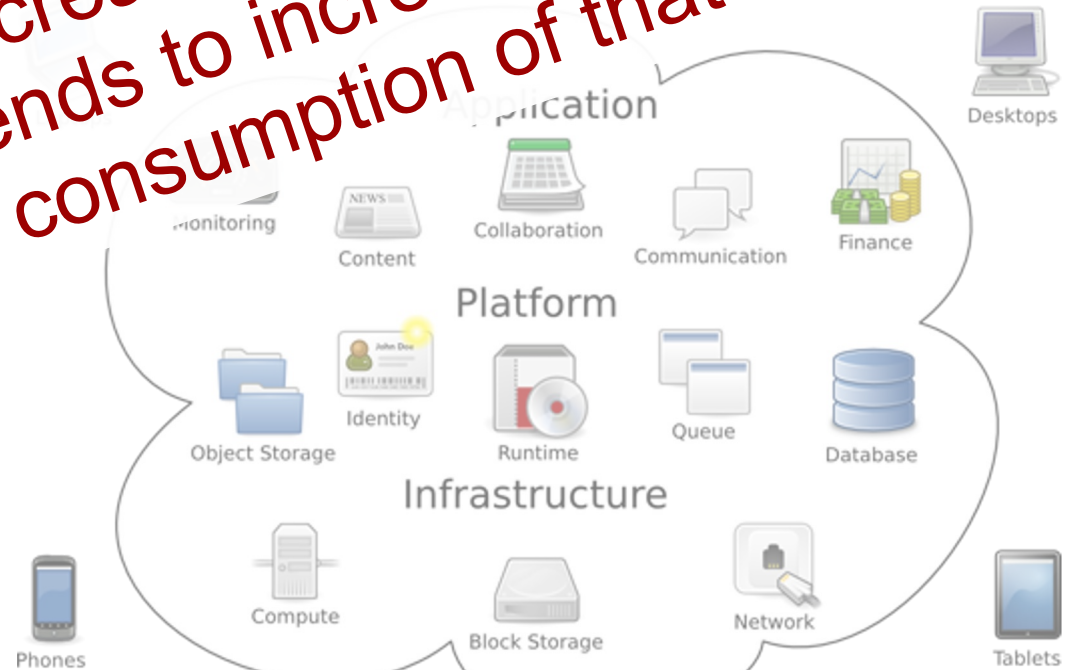 ends to incre
consumption of that
Application
Desktops
Monitoring
NEWS
Content
Collaboration
Communication
Finance
Platform
John Doe
Identity
Object Storage
Runtime
Queue
Database
Infrastructure
Compute
Block Storage
Network
Phones
Tablets